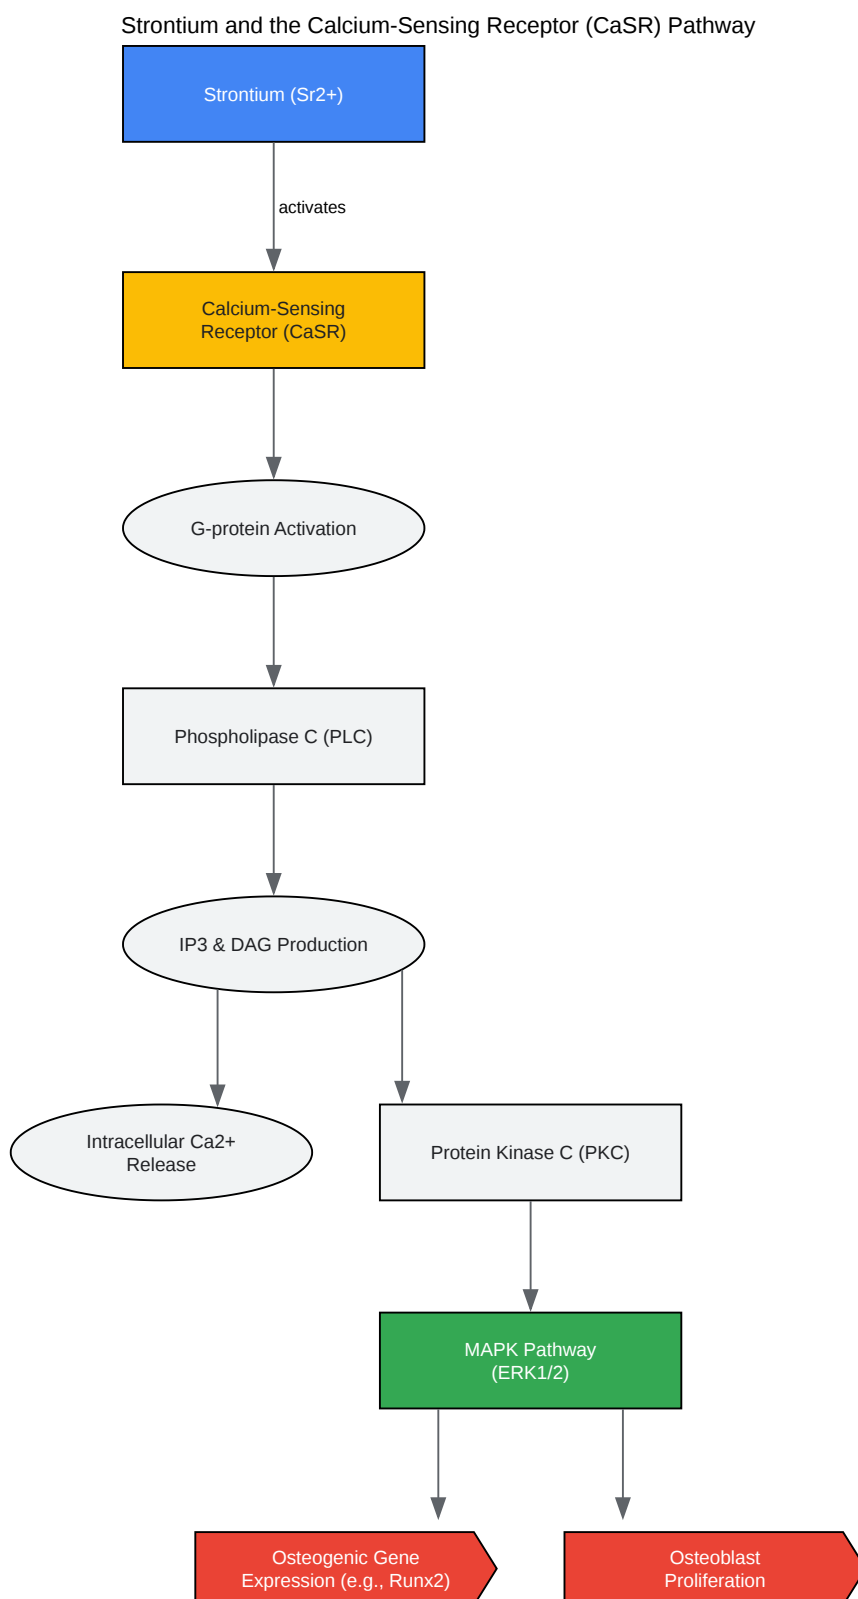 Strontium and the Calcium-Sensing Receptor (CaSR) Pathway
Strontium (Sr2+)
activates
Calcium-Sensing
Receptor (CaSR)
G-protein Activation
Phospholipase C (PLC)
IP3 & DAG Production
Intracellular Ca2+
Release
Protein Kinase C (PKC)
MAPK Pathway
(ERK1/2)
Osteogenic Gene
Expression (e.g., Runx2)
Osteoblast
Proliferation